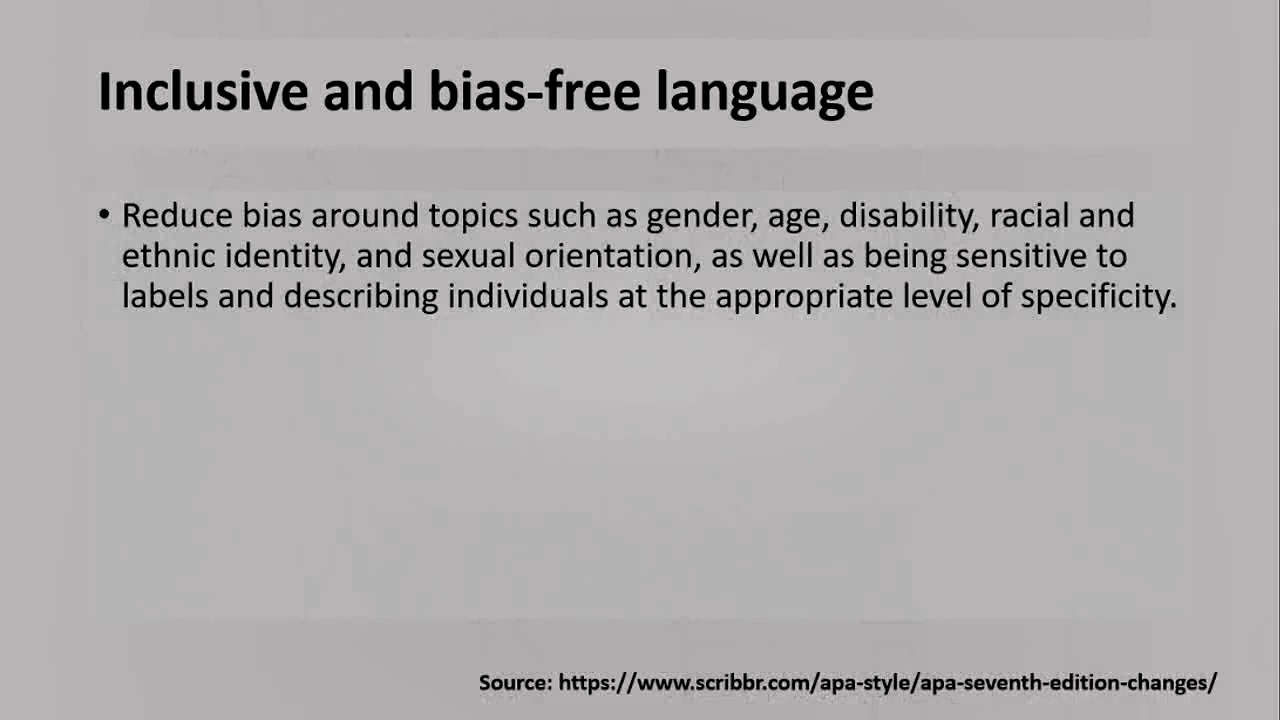 Inclusive and bias-free language
• Reduce bias around topics such as gender, age, disability, racial and
ethnic identity, and sexual orientation, as well as being sensitive to
labels and describing individuals at the appropriate level of specificity.
Source: https://www.scribbr.com/apa-style/apa-seventh-edition-changes/